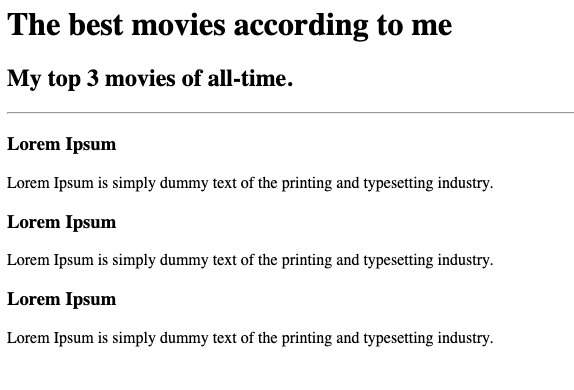 The best movies according to me
My top 3 movies of all-time.
Lorem Ipsum
Lorem Ipsum is simply dummy text of the printing and typesetting industry.
Lorem Ipsum
Lorem Ipsum is simply dummy text of the printing and typesetting industry.
Lorem Ipsum
Lorem Ipsum is simply dummy text of the printing and typesetting industry.